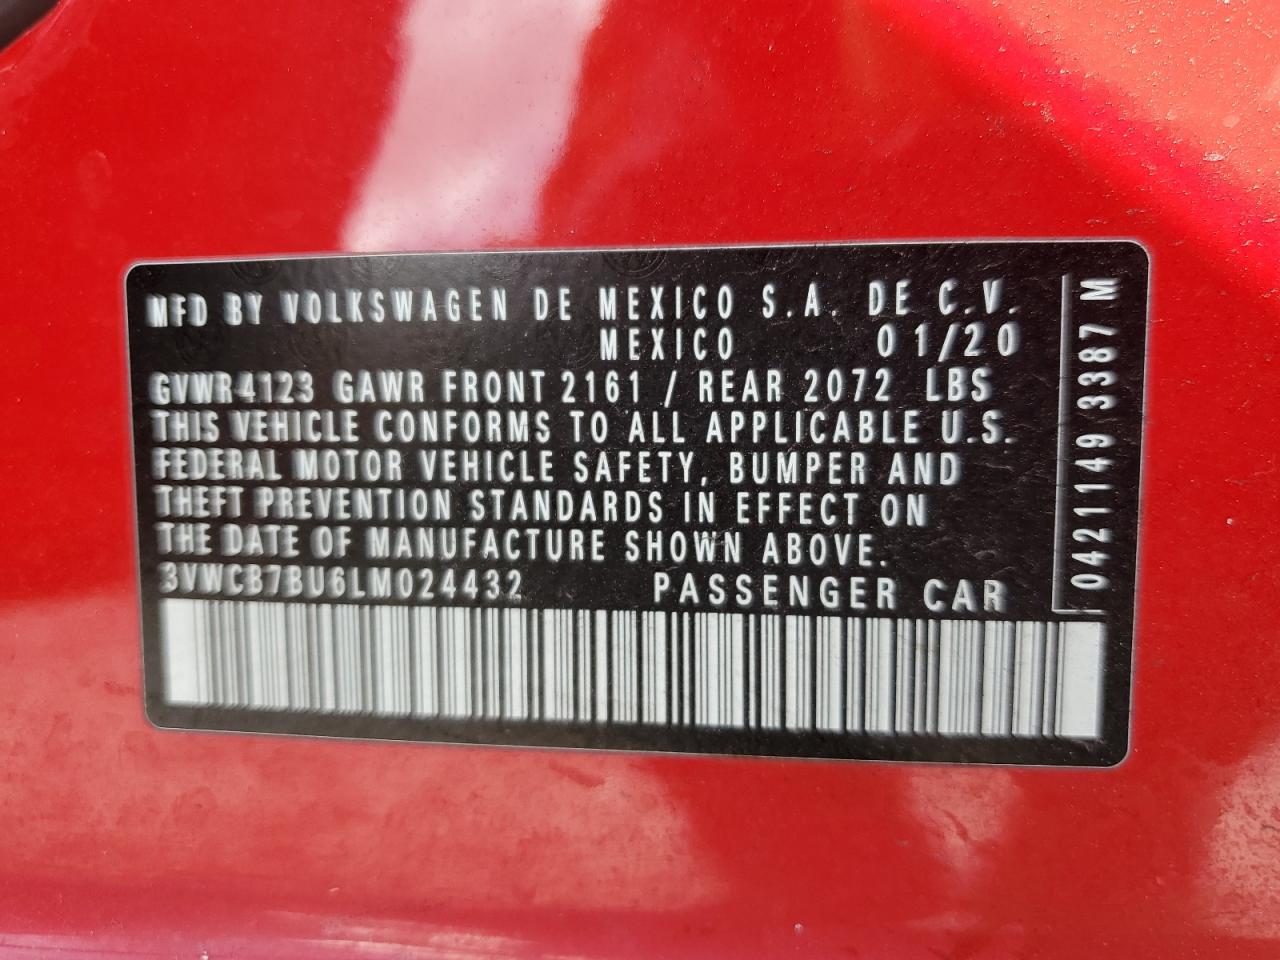 MFD BY VOLKSWAGEN DE MEXICO S.A. DE C.V.
MEXICO 01/20
GVWR 4123 GAWR FRONT 2161 / REAR 2072 LBS
THIS VEHICLE CONFORMS TO ALL APPLICABLE U.S.
FEDERAL MOTOR VEHICLE SAFETY, BUMPER AND
THEFT PREVENTION STANDARDS IN EFFECT ON
THE DATE OF MANUFACTURE SHOWN ABOVE.
3VWCB7BU6LM024432 PASSENGER CAR
0421149 3387 M